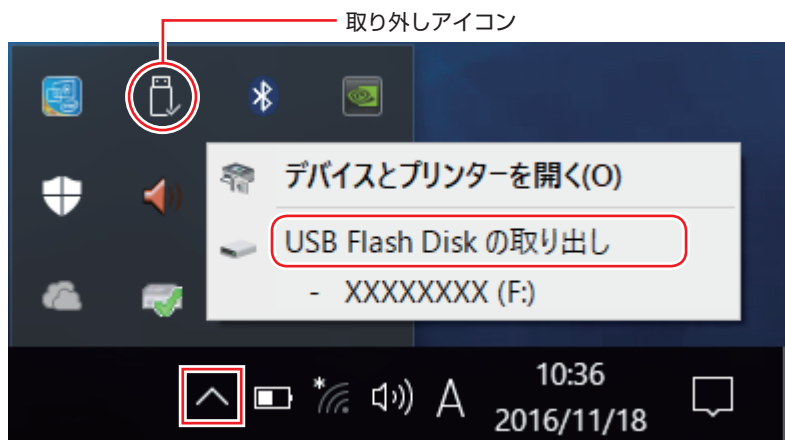 取り外しアイコン
デバイスとプリンターを開く(O)
USB Flash Disk の取り出し
- XXXXXXXX (F:)
A
10:36
2016/11/18